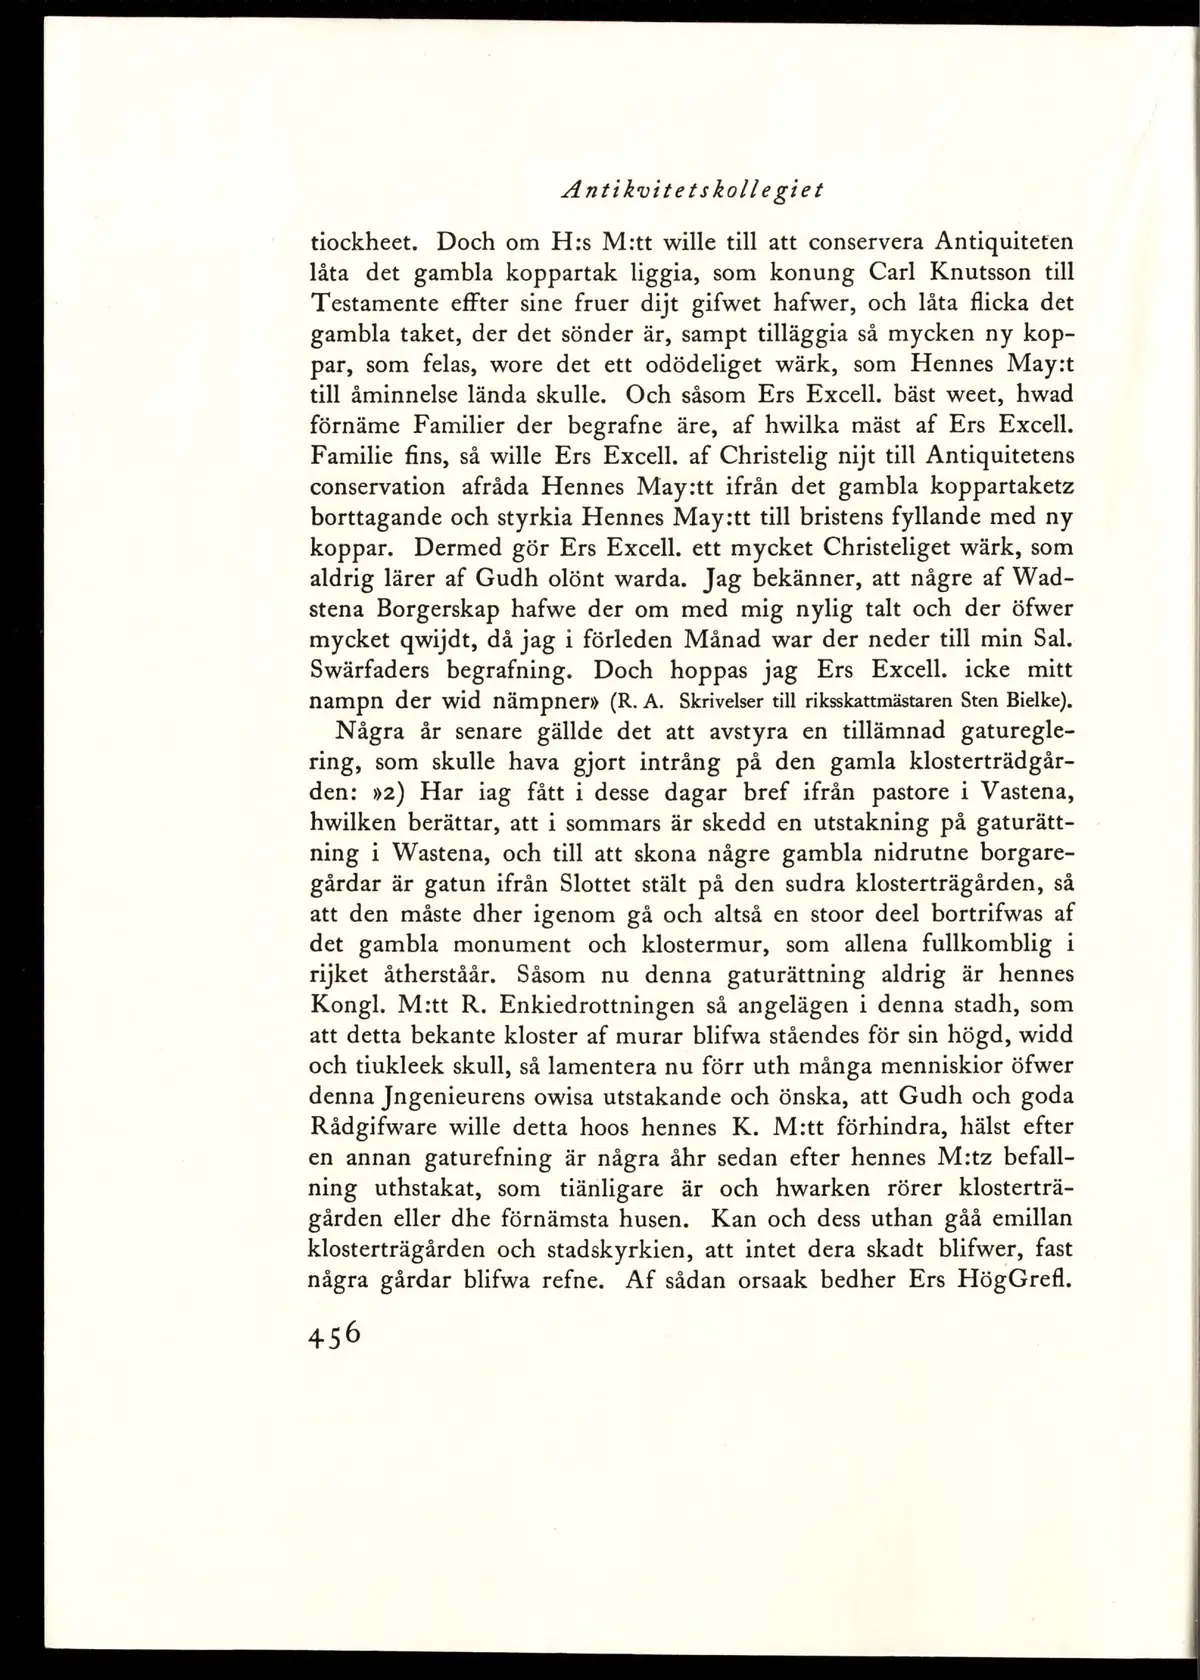 Antikvitetskollegiet
tiockheet. Doch om H:s M:tt wille till att conservera Antiquiteten
låta det gambla koppartak liggia, som konung Carl Knutsson till
Testamente effter sine fruer dijt gifwet hafwer, och låta flicka det
gambla taket, der det sönder är, sampt tilläggia så mycken ny kop-
par, som felas, wore det ett odödeliget wärk, som Hennes May:t
till åminnelse lända skulle. Och såsom Ers Excell. bäst weet, hwad
förnäme Familier der begrafne äre, af hwilka mäst af Ers Excell.
Familie fins, så wille Ers Excell. af Christelig nijt till Antiquitetens
conservation afråda Hennes May:tt ifrån det gambla koppartaketz
borttagande och styrkia Hennes May:tt till bristens fyllande med ny
koppar. Dermed gör Ers Excell. ett mycket Christeliget wärk, som
aldrig lärer af Gudh olönt warda. Jag bekänner, att någre af Wad-
stena Borgerskap hafwe der om med mig nylig talt och der öfwer
mycket qwijdt, då jag i förleden Månad war der neder till min Sal.
Swärfaders begrafning. Doch hoppas jag Ers Excell. icke mitt
nampn der wid nämpner» (R. A. Skrivelser till riksskattmästaren Sten Bielke).
Några år senare gällde det att avstyra en tillämnad gaturegle-
ring, som skulle hava gjort intrång på den gamla klosterträdgår-
den: »2) Har iag fått i desse dagar bref ifrån pastore i Vastena,
hwilken berättar, att i sommars är skedd en utstakning på gaturätt-
ning i Wastena, och till att skona någre gambla nidrutne borgare-
gårdar är gatun ifrån Slottet stält på den sudra klosterträgården, så
att den måste dher igenom gå och altså en stoor deel bortrifwas af
det gambla monument och klostermur, som allena fullkomblig i
rijket åtherståår. Såsom nu denna gaturättning aldrig är hennes
Kongl. M:tt R. Enkiedrottningen så angelägen i denna stadh, som
att detta bekante kloster af murar blifwa ståendes för sin högd, widd
och tiukleek skull, så lamentera nu förr uth många menniskior öfwer
denna Jngenieurens owisa utstakande och önska, att Gudh och goda
Rådgifware wille detta hoos hennes K. M:tt förhindra, hälst efter
en annan gaturefning är några åhr sedan efter hennes M:tz befall-
ning uthstakat, som tiänligare är och hwarken rörer klosterträ-
gården eller dhe förnämsta husen. Kan och dess uthan gåå emillan
klosterträgården och stadskyrkien, att intet dera skadt blifwer, fast
några gårdar blifwa refne. Af sådan orsaak bedher Ers HögGrefl.
456